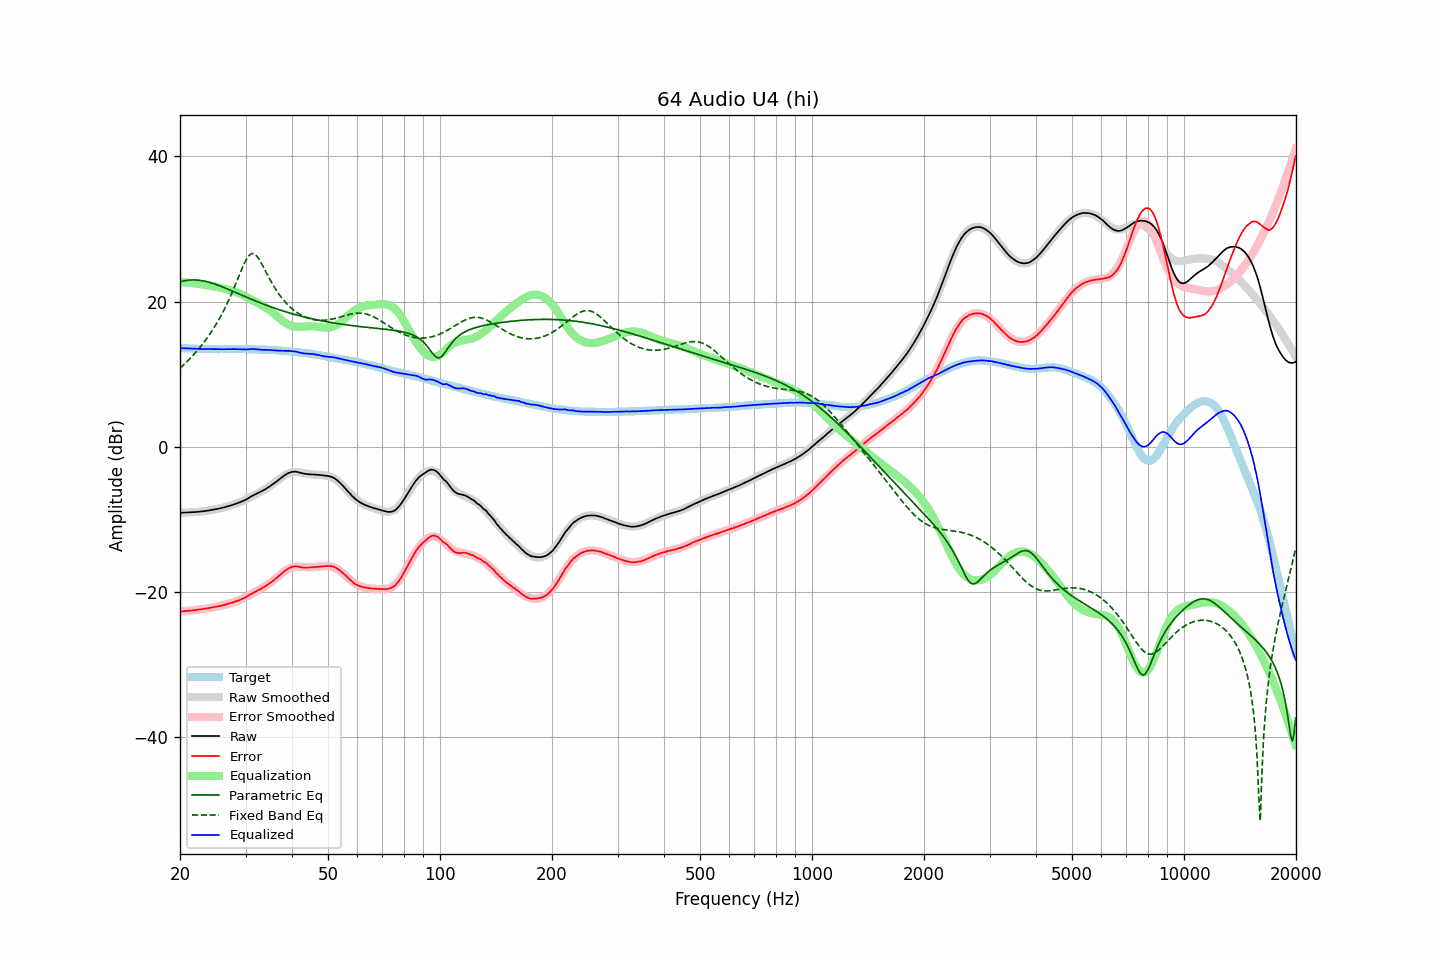 64 Audio U4 (hi)
40
20
0
−20
−40
Amplitude (dBr)
Target
Raw Smoothed
Error Smoothed
Raw
Error
Equalization
Parametric Eq
Fixed Band Eq
Equalized
20 50 100 200 500 1000 2000 5000 10000 20000
Frequency (Hz)